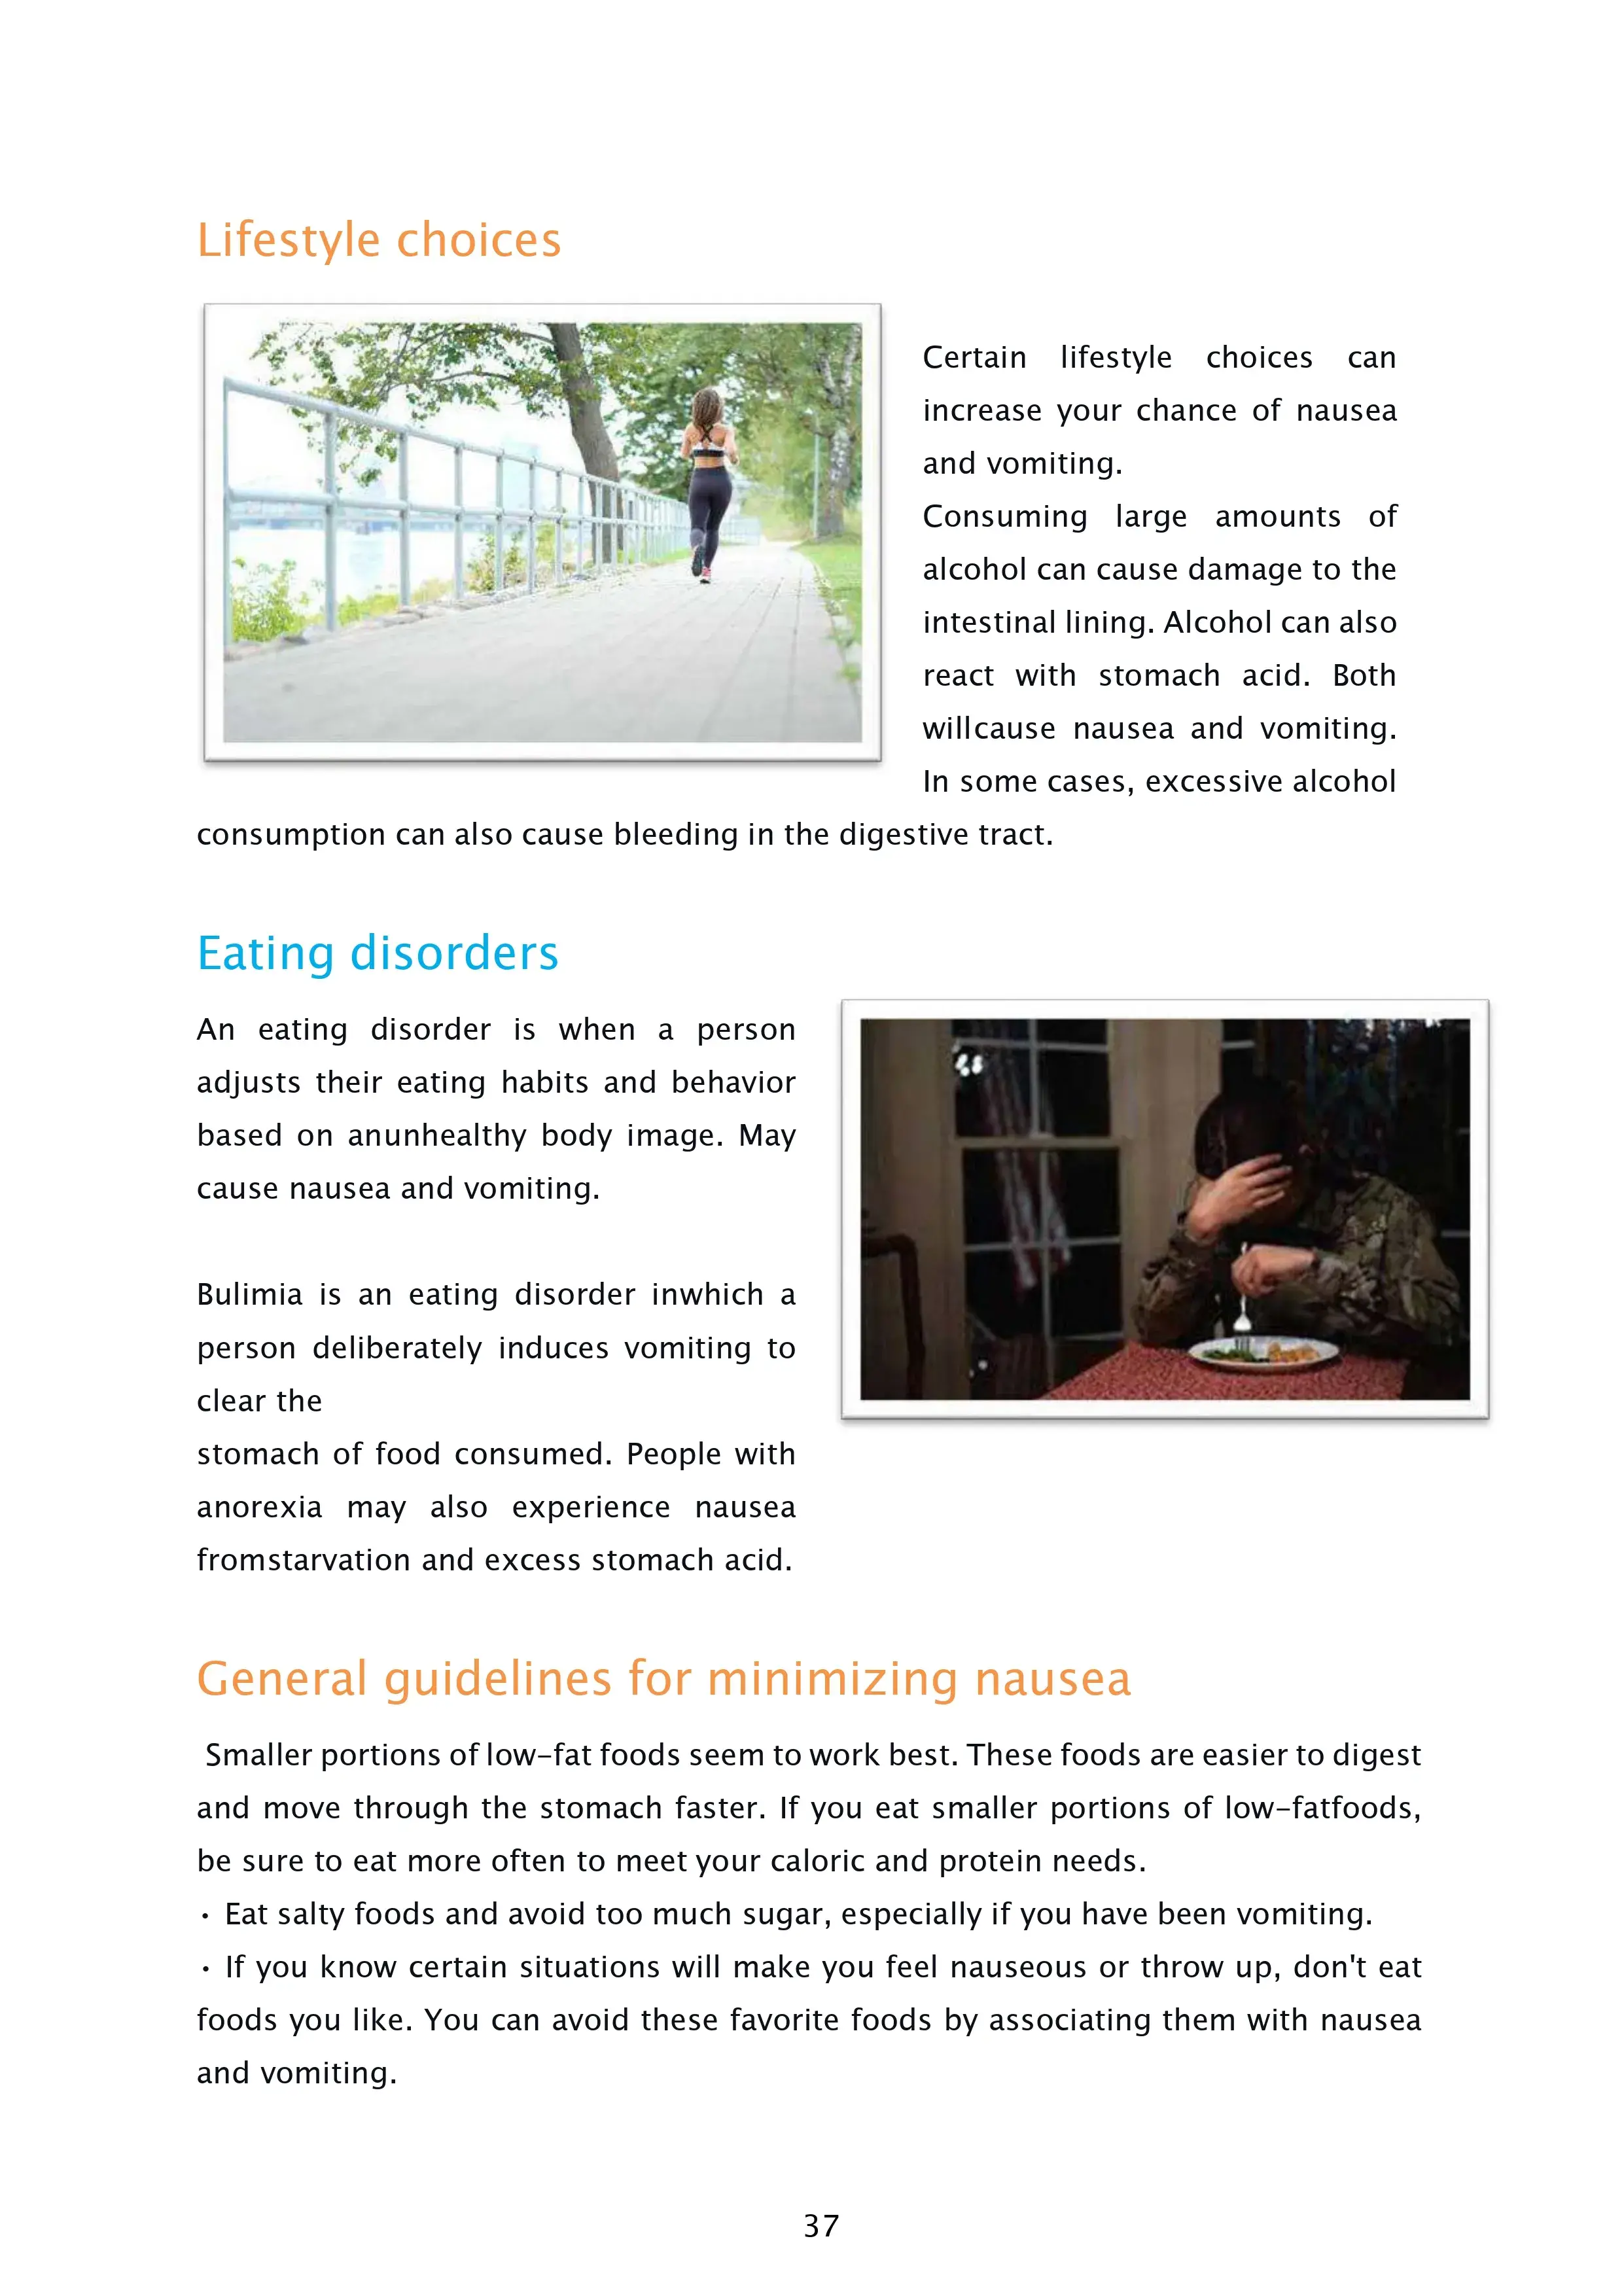 Lifestyle choices
Certain lifestyle choices can
increase your chance of nausea
and vomiting.
Consuming large amounts of
alcohol can cause damage to the
intestinal lining. Alcohol can also
react with stomach acid. Both
willcause nausea and vomiting.
In some cases, excessive alcohol
consumption can also cause bleeding in the digestive tract.
Eating disorders
An eating disorder is when a person
adjusts their eating habits and behavior
based on anunhealthy body image. May
cause nausea and vomiting.
Bulimia is an eating disorder inwhich a
person deliberately induces vomiting to
clear the
stomach of food consumed. People with
anorexia may also experience nausea
fromstarvation and excess stomach acid.
General guidelines for minimizing nausea
Smaller portions of low-fat foods seem to work best. These foods are easier to digest
and move through the stomach faster. If you eat smaller portions of low-fatfoods,
be sure to eat more often to meet your caloric and protein needs.
• Eat salty foods and avoid too much sugar, especially if you have been vomiting.
• If you know certain situations will make you feel nauseous or throw up, don't eat
foods you like. You can avoid these favorite foods by associating them with nausea
and vomiting.
37